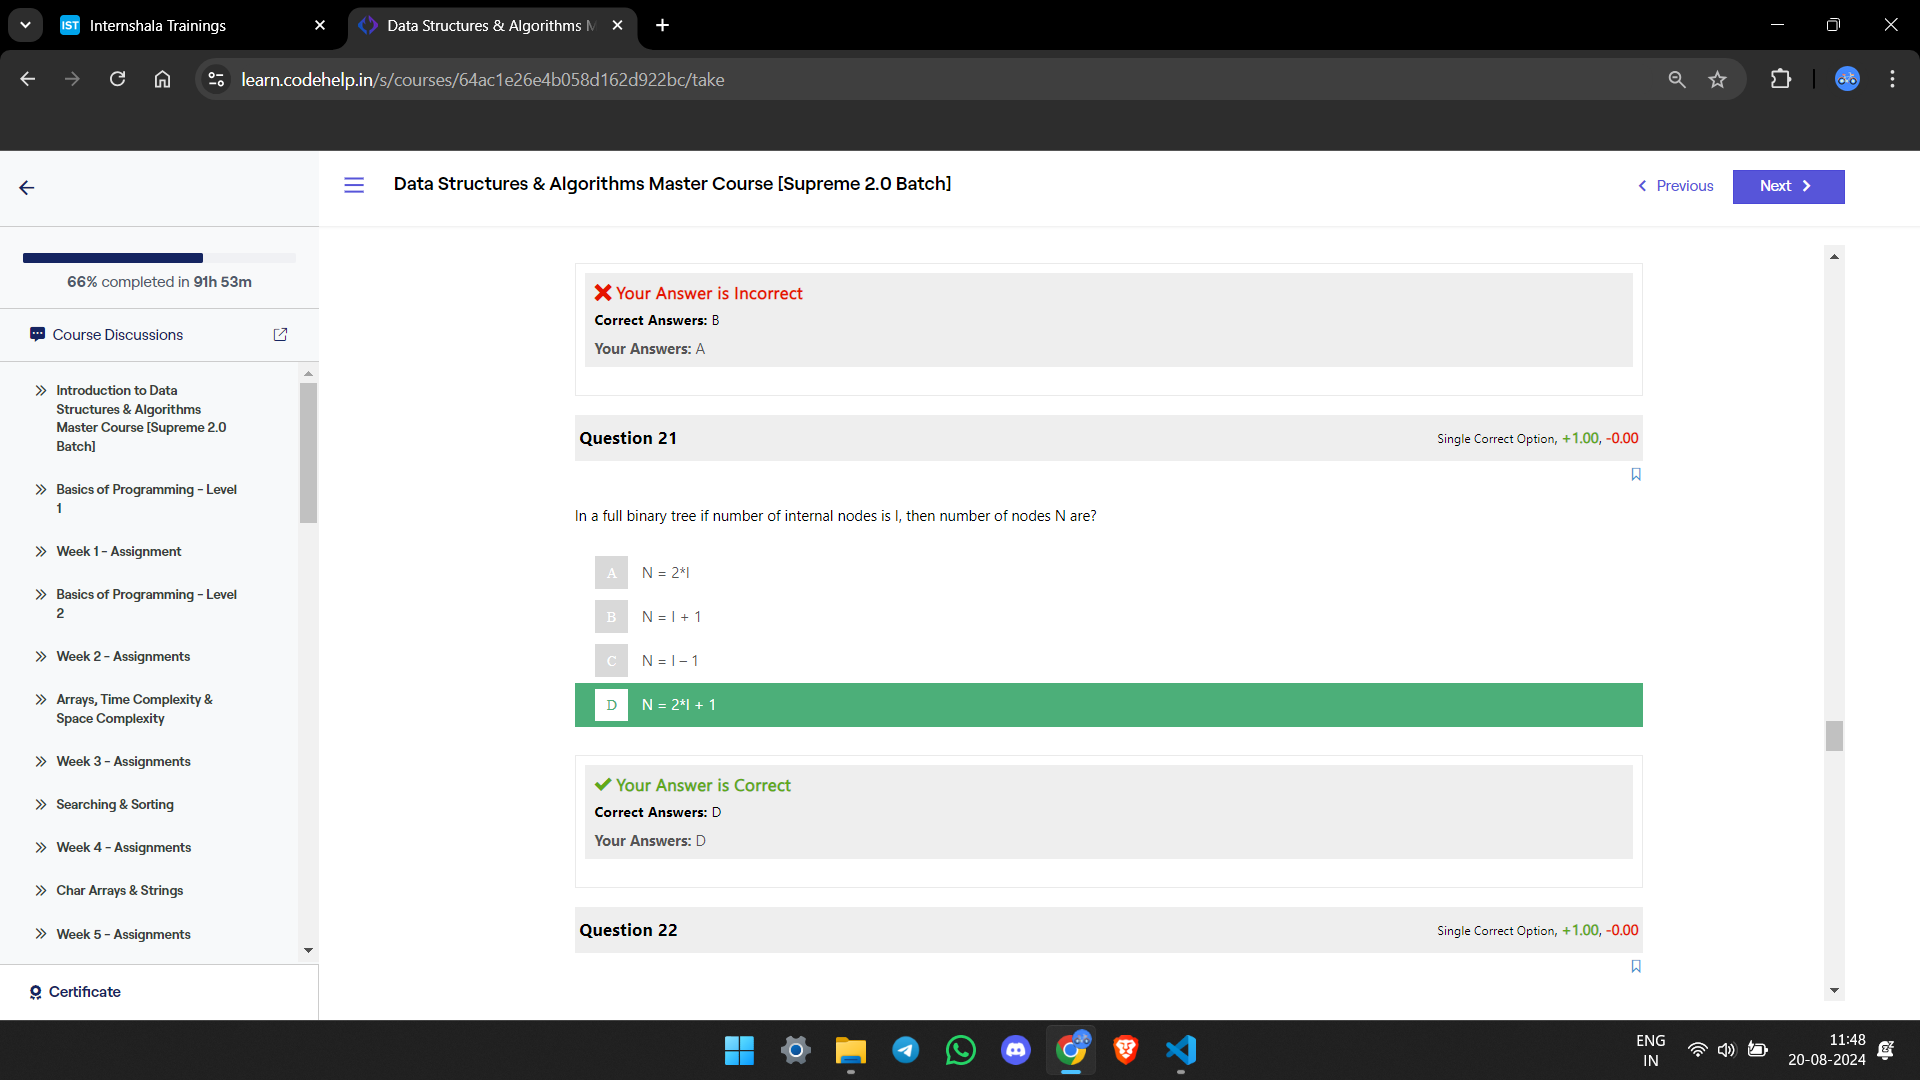 Internshala Trainings
Data Structures & Algorithms M
learn.codehelp.in/s/courses/64ac1e26e4b058d162d922bc/take
Data Structures & Algorithms Master Course [Supreme 2.0 Batch]
Previous
Next
66% completed in 91h 53m
Course Discussions
Introduction to Data
Structures & Algorithms
Master Course [Supreme 2.0
Batch]
Basics of Programming - Level
1
Week 1 - Assignment
Basics of Programming - Level
2
Week 2 - Assignments
Arrays, Time Complexity &
Space Complexity
Week 3 - Assignments
Searching & Sorting
Week 4 - Assignments
Char Arrays & Strings
Week 5 - Assignments
Certificate
Your Answer is Incorrect
Correct Answers: B
Your Answers: A
Question 21
Single Correct Option, +1.00, -0.00
In a full binary tree if number of internal nodes is I, then number of nodes N are?
A N = 2*I
B N = I + 1
C N = I – 1
D N = 2*I + 1
Your Answer is Correct
Correct Answers: D
Your Answers: D
Question 22
Single Correct Option, +1.00, -0.00
ENG
IN
11:48
20-08-2024
IST